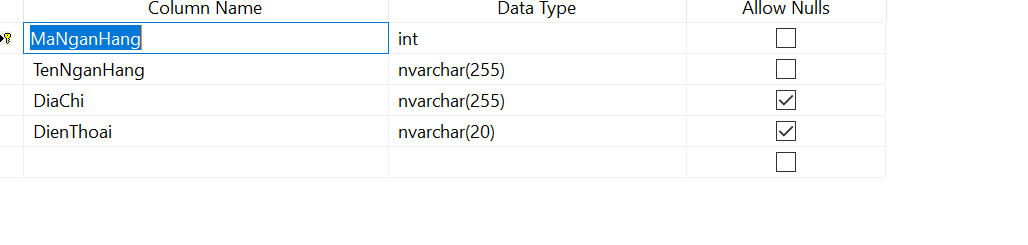 Column Name Data Type Allow Nulls
MaNganHang int
TenNganHang nvarchar(255)
DiaChi nvarchar(255)
DienThoai nvarchar(20)